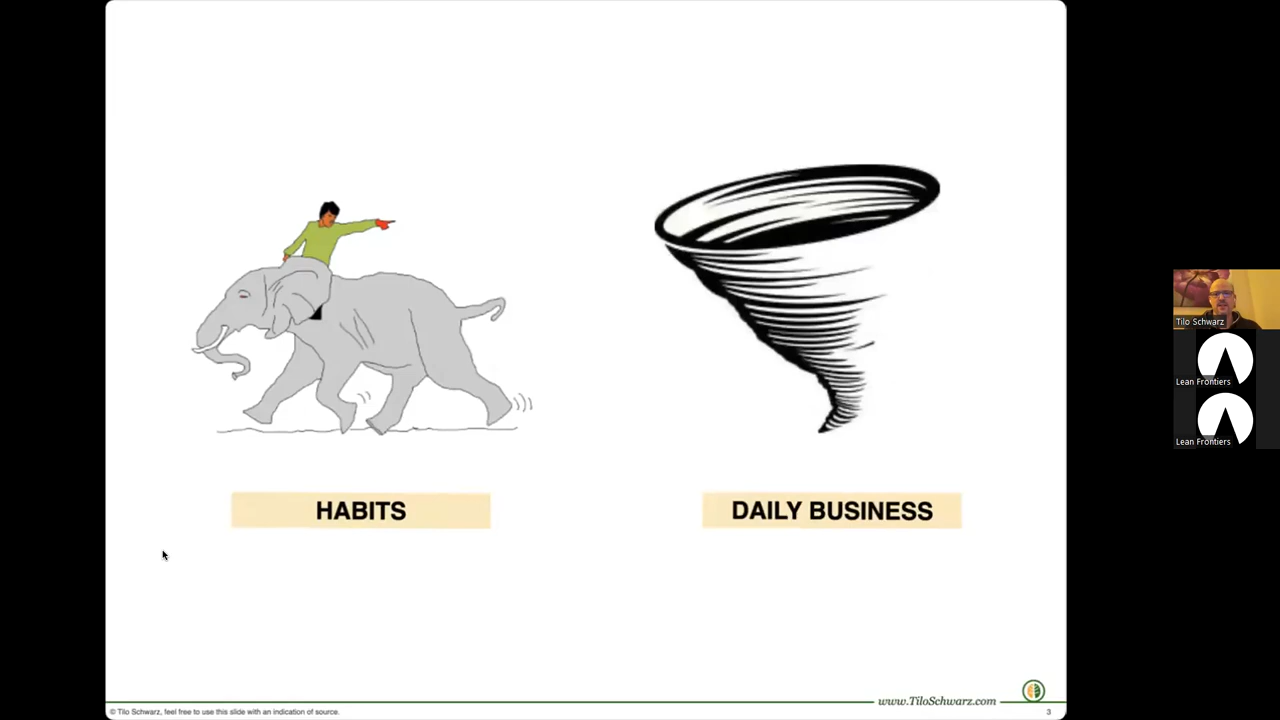 HABITS
DAILY BUSINESS
Tilo Schwarz
Lean Frontiers
Lean Frontiers
www.TiloSchwarz.com
© Tilo Schwarz, feel free to use this slide with an indication of source.
3